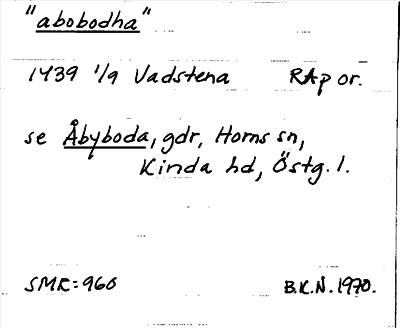 "abobodha"
1439 1/9 Vadstena RAp or.
se Åbyboda, gdr, Horns sn,
Kinda hd, Östg. l.
SMR: 960 B.K.N. 1970.